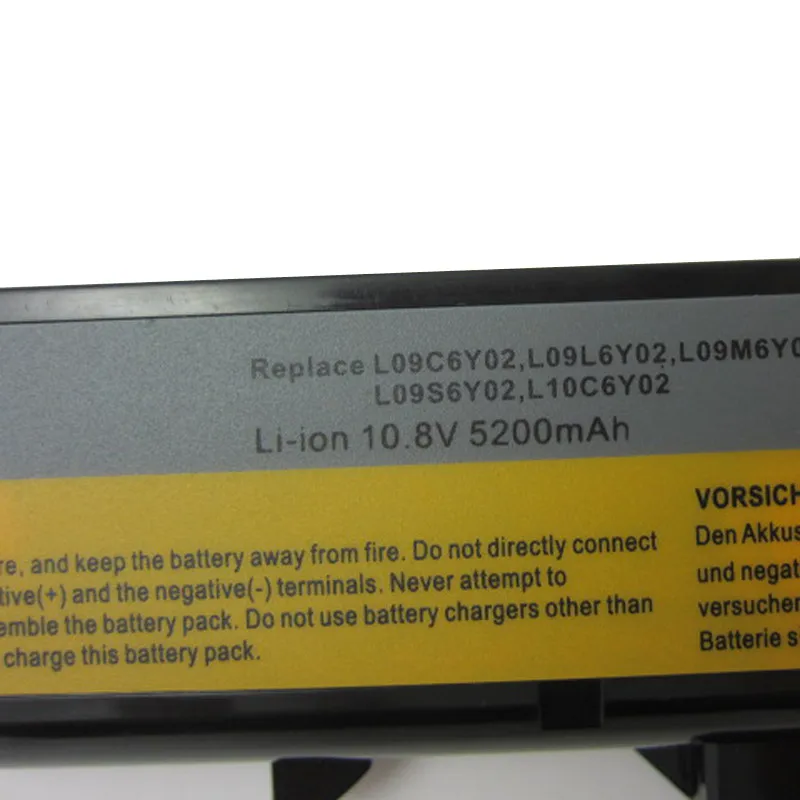 Replace L09C6Y02,L09L6Y02,L09M6Y0
L09S6Y02,L10C6Y02
Li-ion 10.8V 5200mAh
re, and keep the battery away from fire. Do not directly connect
tive(+) and the negative(-) terminals. Never attempt to
emble the battery pack. Do not use battery chargers other than
charge this battery pack.
VORSICH
Den Akkus
und negat
versuchen
Batterie s